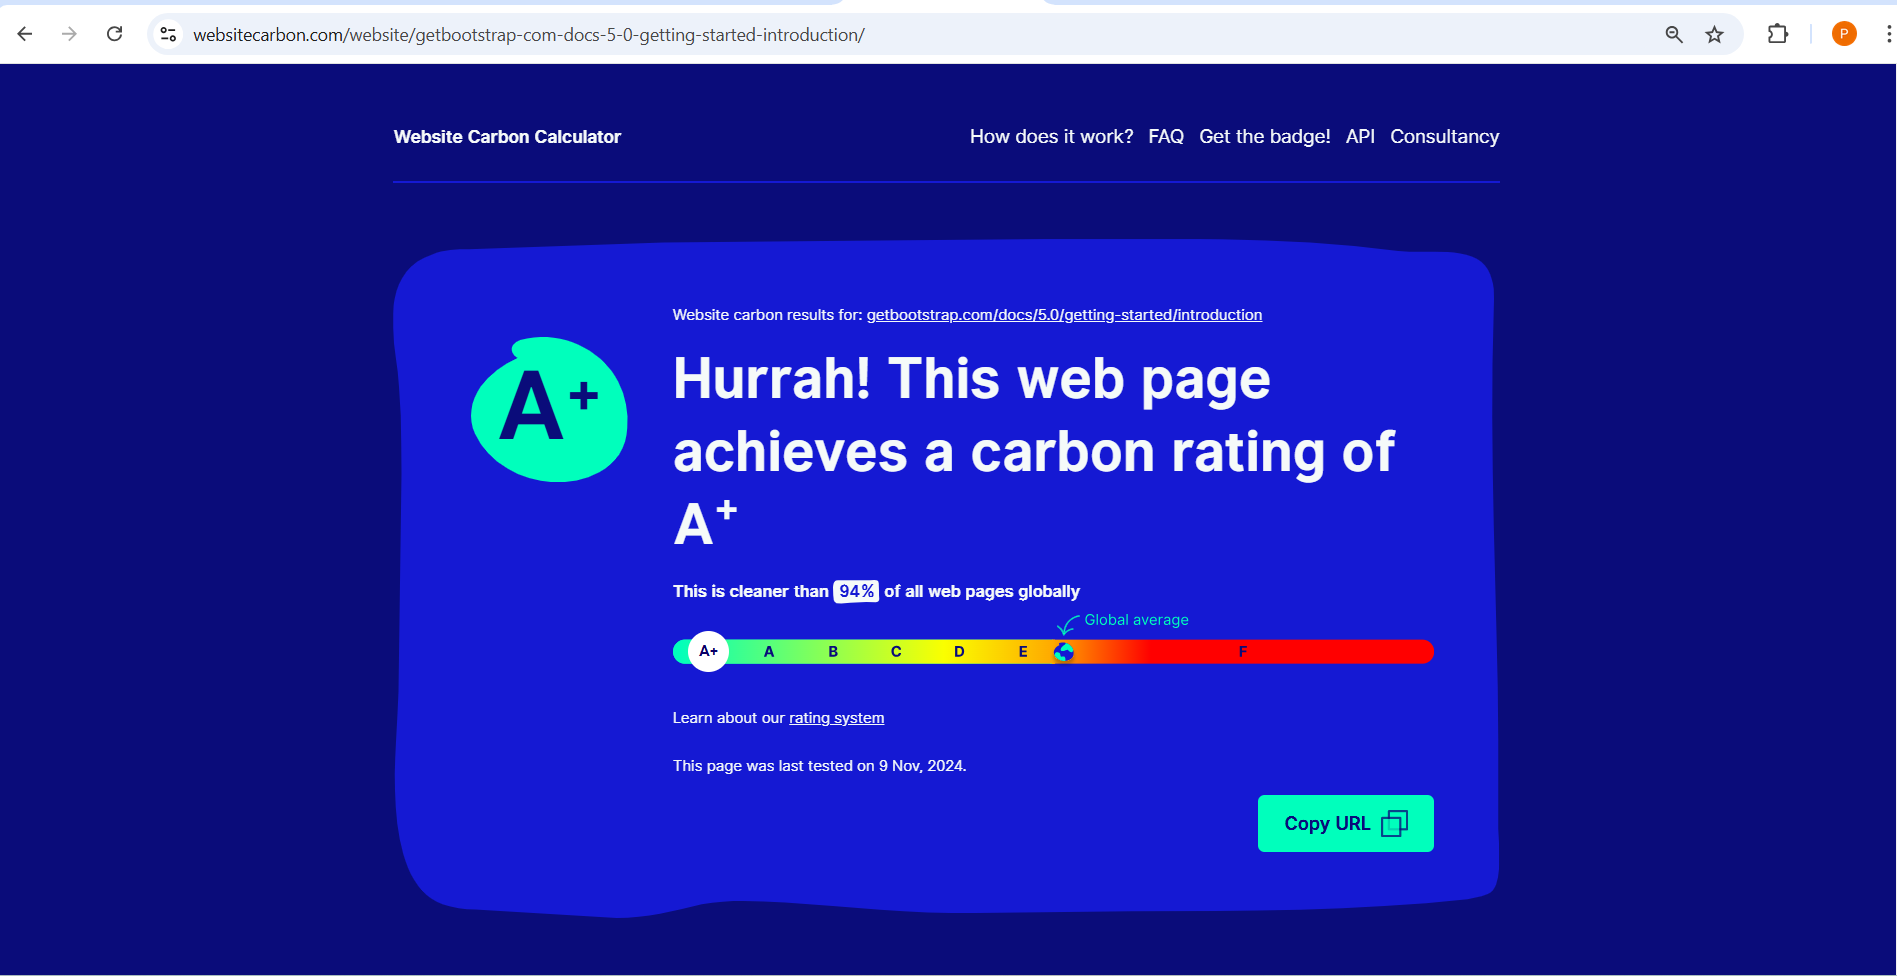 websitecarbon.com/website/getbootstrap-com-docs-5-0-getting-started-introduction/
P
Website Carbon Calculator
How does it work? FAQ Get the badge! API Consultancy
Website carbon results for: getbootstrap.com/docs/5.0/getting-started/introduction
A+
Hurrah! This web page
achieves a carbon rating of
A+
This is cleaner than 94% of all web pages globally
Global average
A+ A B C D E F
Learn about our rating system
This page was last tested on 9 Nov, 2024.
Copy URL